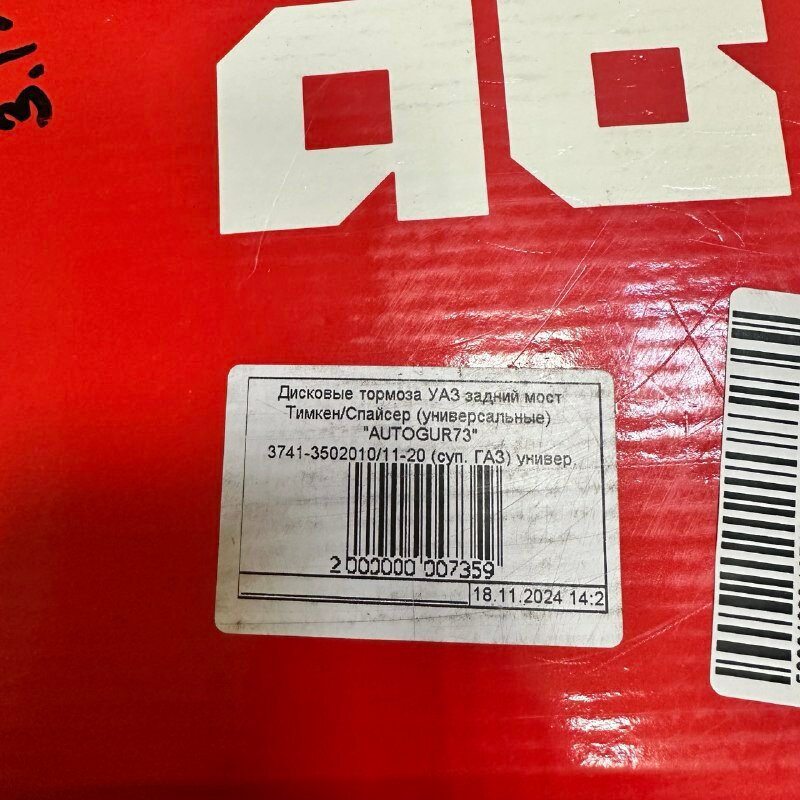 Дисковые тормоза УАЗ задний мост
Тимкен/Спайсер (универсальные)
"AUTOGUR73"
3741-3502010/11-20 (суп. ГАЗ) универ,
2 000000 007359
18.11.2024 14:2